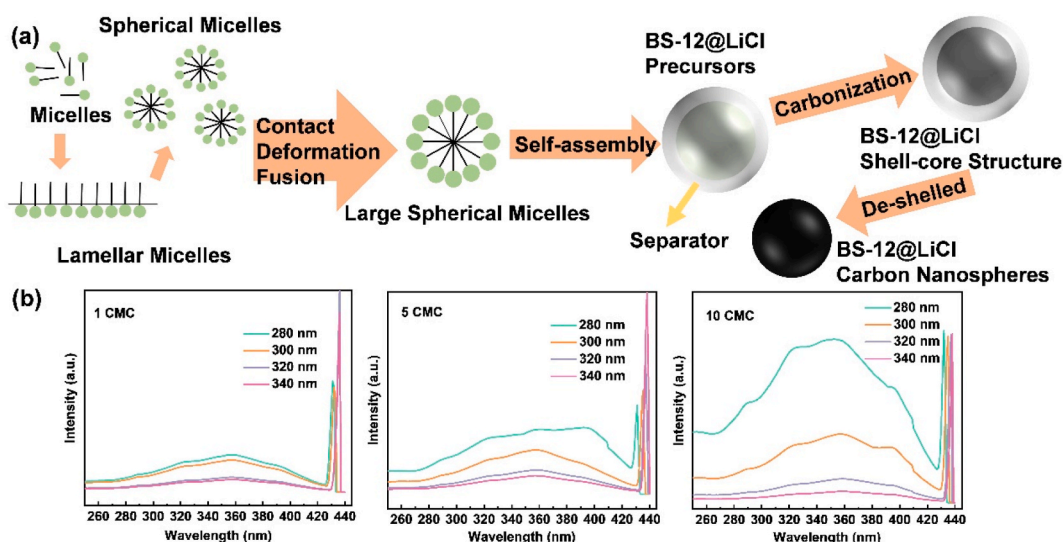 (a)
Spherical Micelles
Micelles
Lamellar Micelles
Contact
Deformation
Fusion
Large Spherical Micelles
Self-assembly
BS-12@LiCl
Precursors
Separator
Carbonization
BS-12@LiCl
Shell-core Structure
De-shelled
BS-12@LiCl
Carbon Nanospheres
(b)
1 CMC
280 nm
300 nm
320 nm
340 nm
Intensity (a.u.)
260 280 300 320 340 360 380 400 420 440
Wavelength (nm)
5 CMC
280 nm
300 nm
320 nm
340 nm
Intensity (a.u.)
260 280 300 320 340 360 380 400 420 440
Wavelength (nm)
10 CMC
280 nm
300 nm
320 nm
340 nm
Intensity (a.u.)
260 280 300 320 340 360 380 400 420 440
Wavelength (nm)